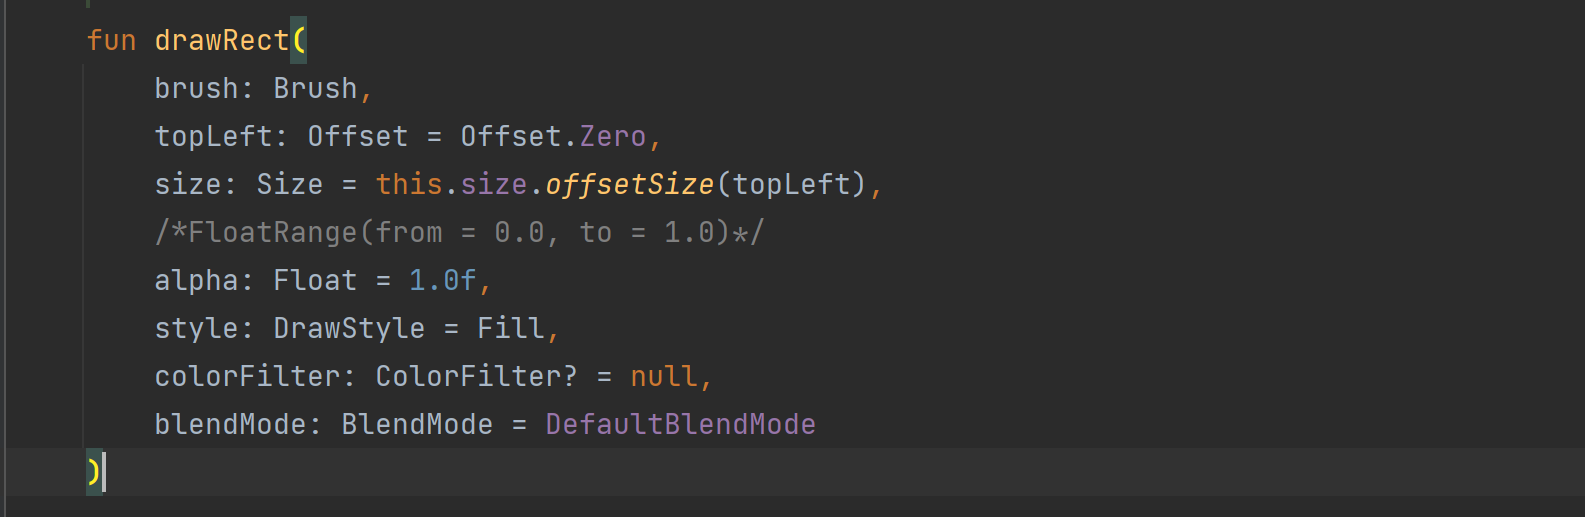 fun drawRect(
    brush: Brush,
    topLeft: Offset = Offset.Zero,
    size: Size = this.size.offsetSize(topLeft),
    /*FloatRange(from = 0.0, to = 1.0)*/
    alpha: Float = 1.0f,
    style: DrawStyle = Fill,
    colorFilter: ColorFilter? = null,
    blendMode: BlendMode = DefaultBlendMode
)